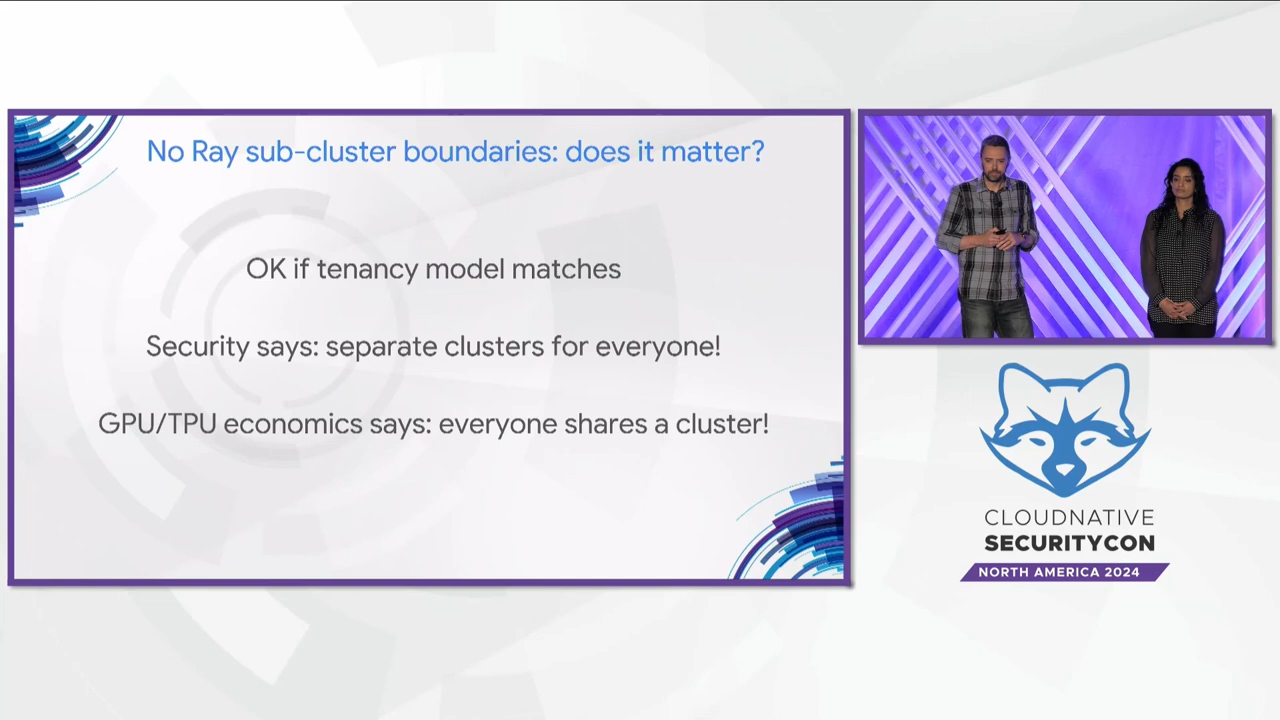 No Ray sub-cluster boundaries: does it matter?
OK if tenancy model matches
Security says: separate clusters for everyone!
GPU/TPU economics says: everyone shares a cluster!
CLOUDNATIVE
SECURITYCON
NORTH AMERICA 2024